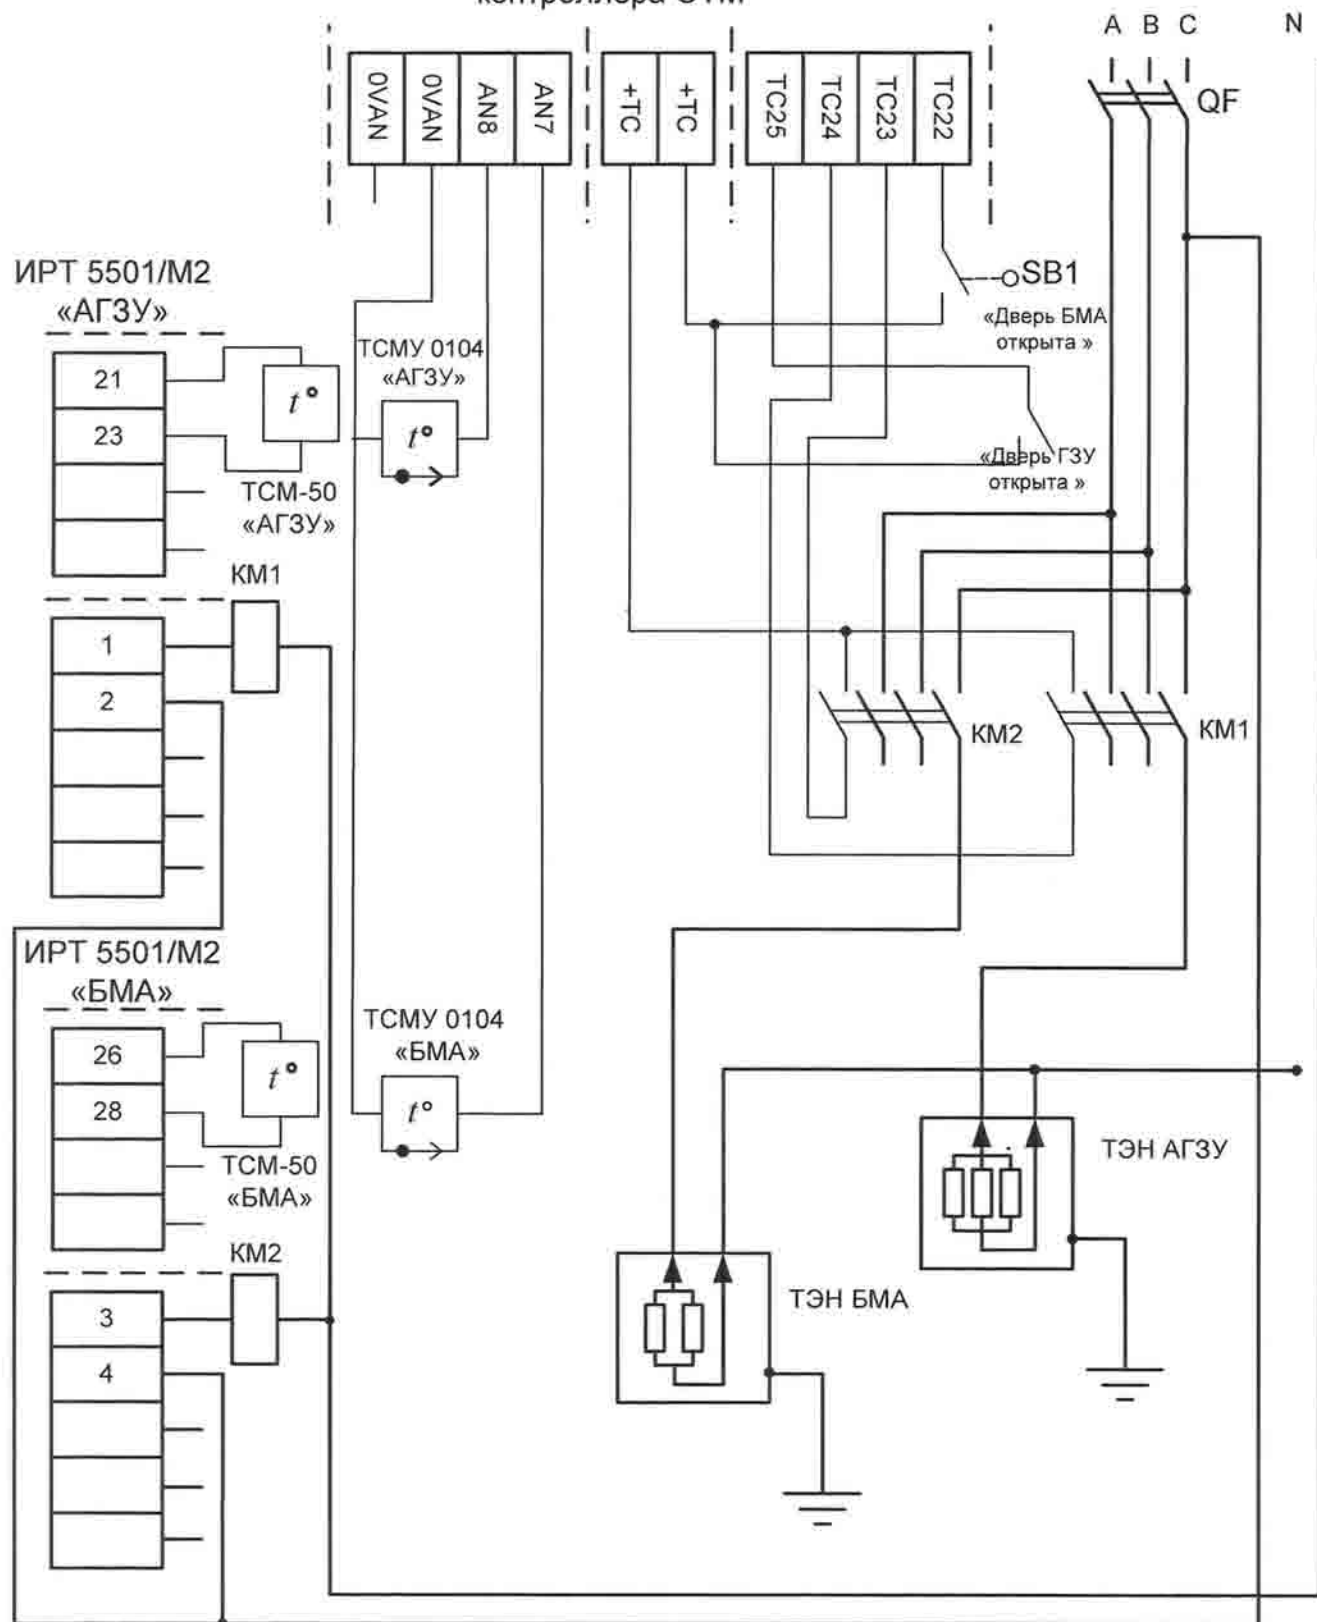 0VAN
0VAN
AN8
AN7
+TC
+TC
TC25
TC24
TC23
TC22
A B C N
QF
ИРТ 5501/М2
«АГЗУ»
21
23
ТСМ-50
«АГЗУ»
ТСМУ 0104
«АГЗУ»
t°
t°
SB1
«Дверь БМА
открыта »
«Дверь ГЗУ
открыта »
КМ1
1
2
КМ2
КМ1
ИРТ 5501/М2
«БМА»
26
28
t°
ТСМ-50
«БМА»
ТСМУ 0104
«БМА»
t°
ТЭН АГЗУ
КМ2
3
4
ТЭН БМА